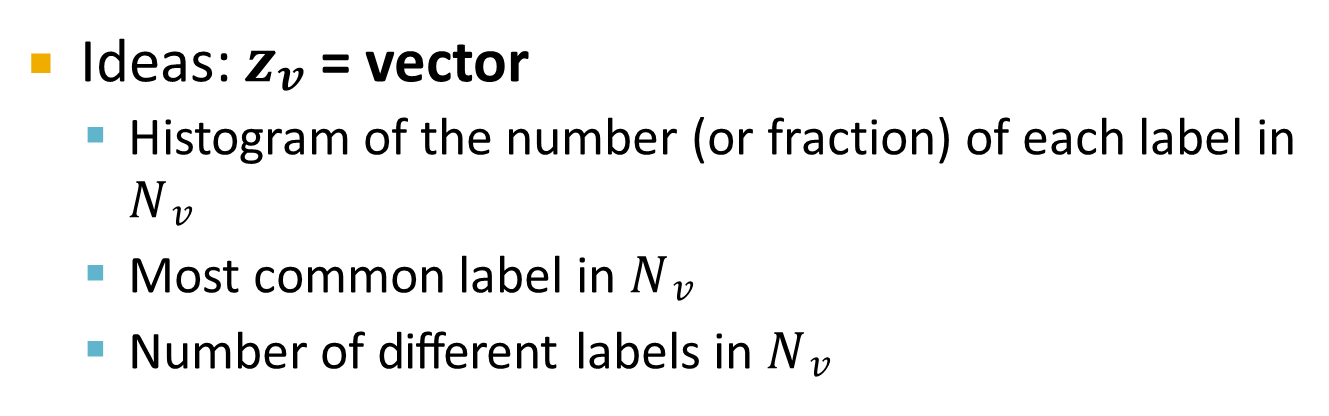 Ideas: z_v = vector
Histogram of the number (or fraction) of each label in
N_v
Most common label in N_v
Number of different labels in N_v